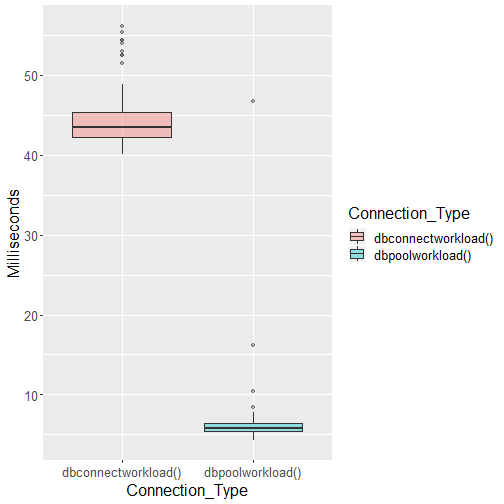 Milliseconds
50
40
30
20
10
dbconnectworkload()
dbpoolworkload()
Connection_Type
Connection_Type
dbconnectworkload()
dbpoolworkload()